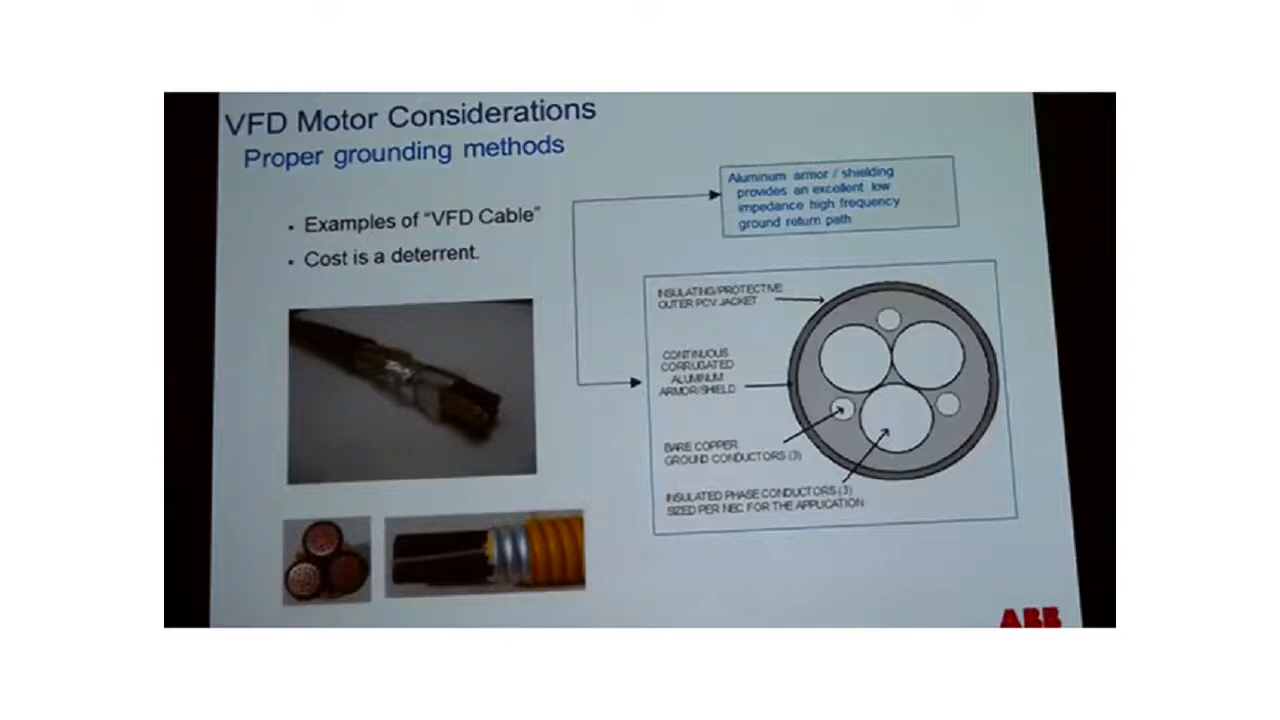 VFD Motor Considerations
Proper grounding methods
• Examples of "VFD Cable"
• Cost is a deterrent.
Aluminum armor / shielding
provides an excellent low
impedance high frequency
ground return path
INSULATING/PROTECTIVE
OUTER PCV JACKET
CONTINUOUS
CORRUGATED
ALUMINUM
ARMOR/SHIELD
BARE COPPER
GROUND CONDUCTORS (3)
INSULATED PHASE CONDUCTORS (3)
SIZED PER NEC FOR THE APPLICATION
ABB